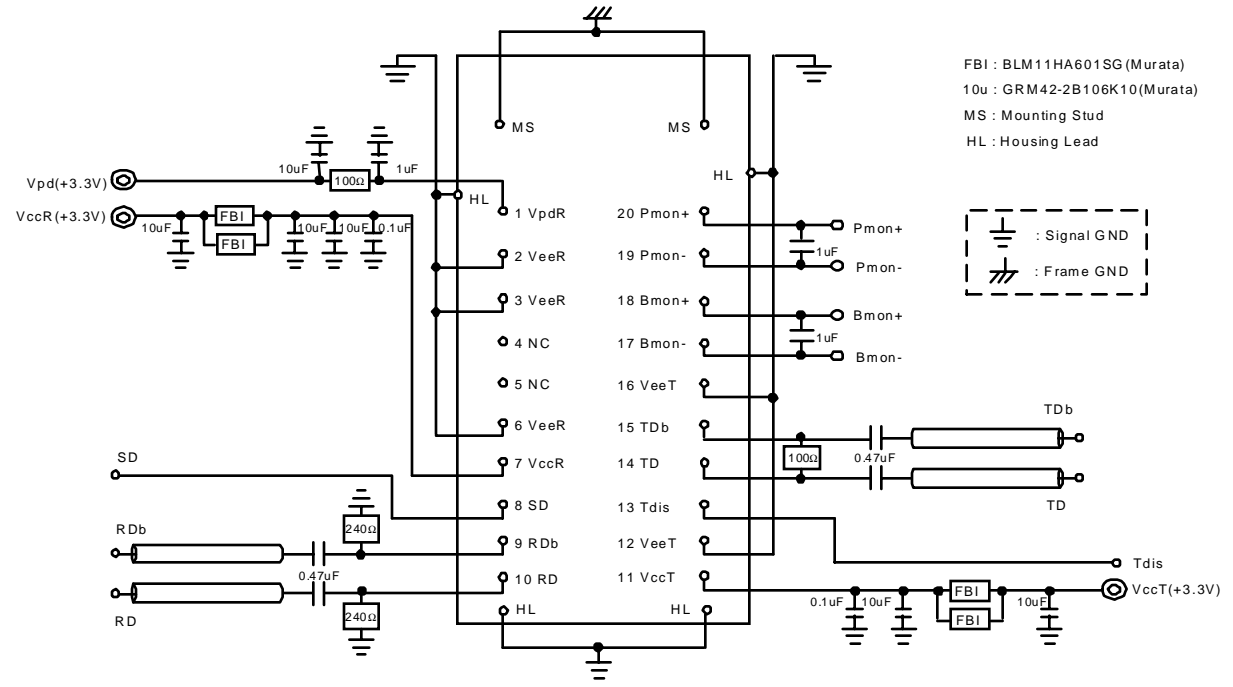 FBI : BLM11HA601SG(Murata)
10u : GRM42-2B106K10(Murata)
MS : Mounting Stud
HL : Housing Lead
: Signal GND
: Frame GND
MS
MS
10uF
100Ω
1uF
Vpd(+3.3V)
HL
HL
VccR(+3.3V)
10uF
FBI
FBI
10uF
10uF
0.1uF
1 VpdR
2 VeeR
3 VeeR
4 NC
5 NC
6 VeeR
7 VccR
8 SD
9 RDb
10 RD
HL
20 Pmon+
19 Pmon-
18 Bmon+
17 Bmon-
16 VeeT
15 TDb
14 TD
13 Tdis
12 VeeT
11 VccT
HL
Pmon+
1uF
Pmon-
Bmon+
1uF
Bmon-
TDb
100Ω
0.47uF
TD
Tdis
VccT(+3.3V)
0.1uF
10uF
FBI
FBI
10uF
SD
240Ω
RDb
0.47uF
RD
240Ω